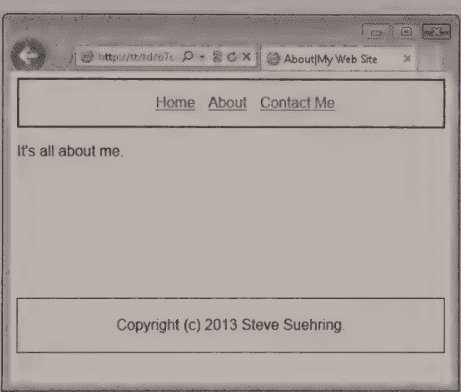 About|My Web Site
Home About Contact Me
It's all about me.
Copyright (c) 2013 Steve Suehring.